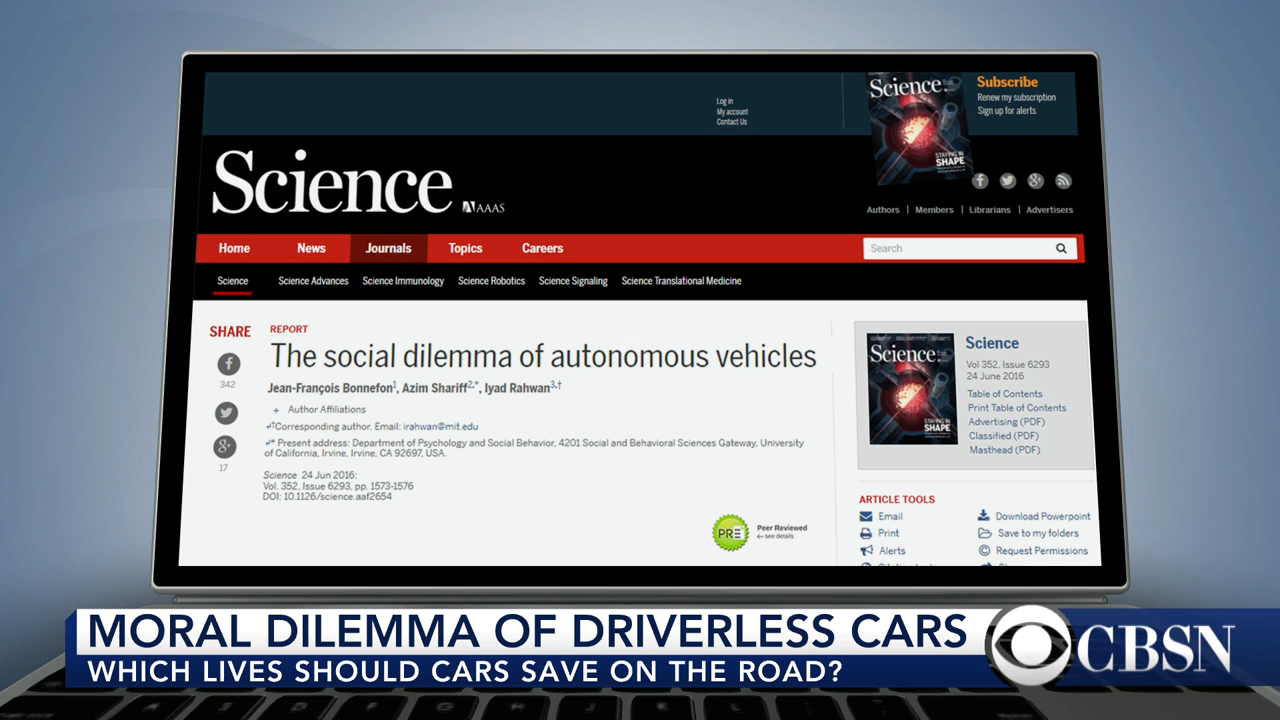 Log in
My account
Contact Us
Science
STAYING IN
SHAPE
Subscribe
Renew my subscription
Sign up for alerts
Science
AAAS
Authors | Members | Librarians | Advertisers
Home News Journals Topics Careers
Search
Science Science Advances Science Immunology Science Robotics Science Signaling Science Translational Medicine
SHARE
342
17
REPORT
The social dilemma of autonomous vehicles
Jean-François Bonnefon1, Azim Shariff2,*, Iyad Rahwan3,†
+ Author Affiliations
↵†Corresponding author. Email: irahwan@mit.edu
↵* Present address: Department of Psychology and Social Behavior, 4201 Social and Behavioral Sciences Gateway, University
of California, Irvine, Irvine, CA 92697, USA.
Science 24 Jun 2016:
Vol. 352, Issue 6293, pp. 1573-1576
DOI: 10.1126/science.aaf2654
PRE
Peer Reviewed
← see details
Science
STAYING IN
SHAPE
Science
Vol 352, Issue 6293
24 June 2016
Table of Contents
Print Table of Contents
Advertising (PDF)
Classified (PDF)
Masthead (PDF)
ARTICLE TOOLS
Email
Print
Alerts
Download Powerpoint
Save to my folders
Request Permissions
MORAL DILEMMA OF DRIVERLESS CARS
WHICH LIVES SHOULD CARS SAVE ON THE ROAD?
CBSN